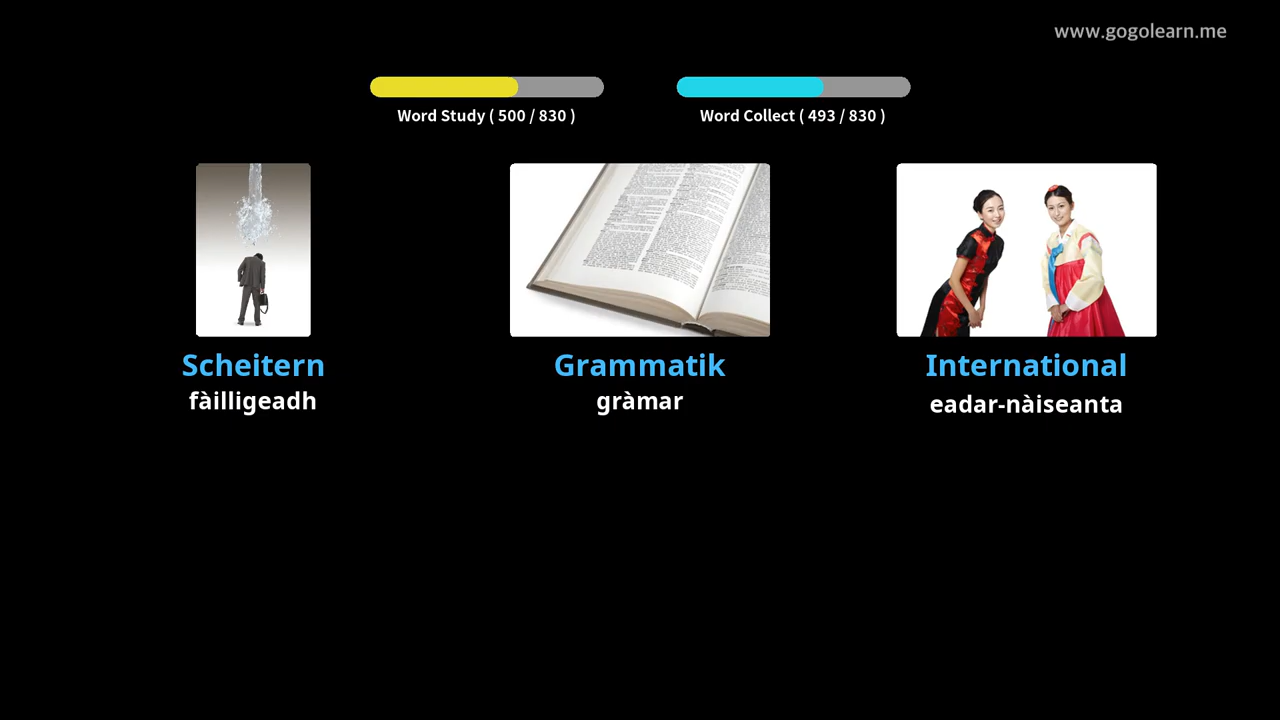 www.gogolearn.me
Word Study ( 500 / 830 )
Word Collect ( 493 / 830 )
Scheitern
fàilligeadh
Grammatik
gràmar
International
eadar-nàiseanta